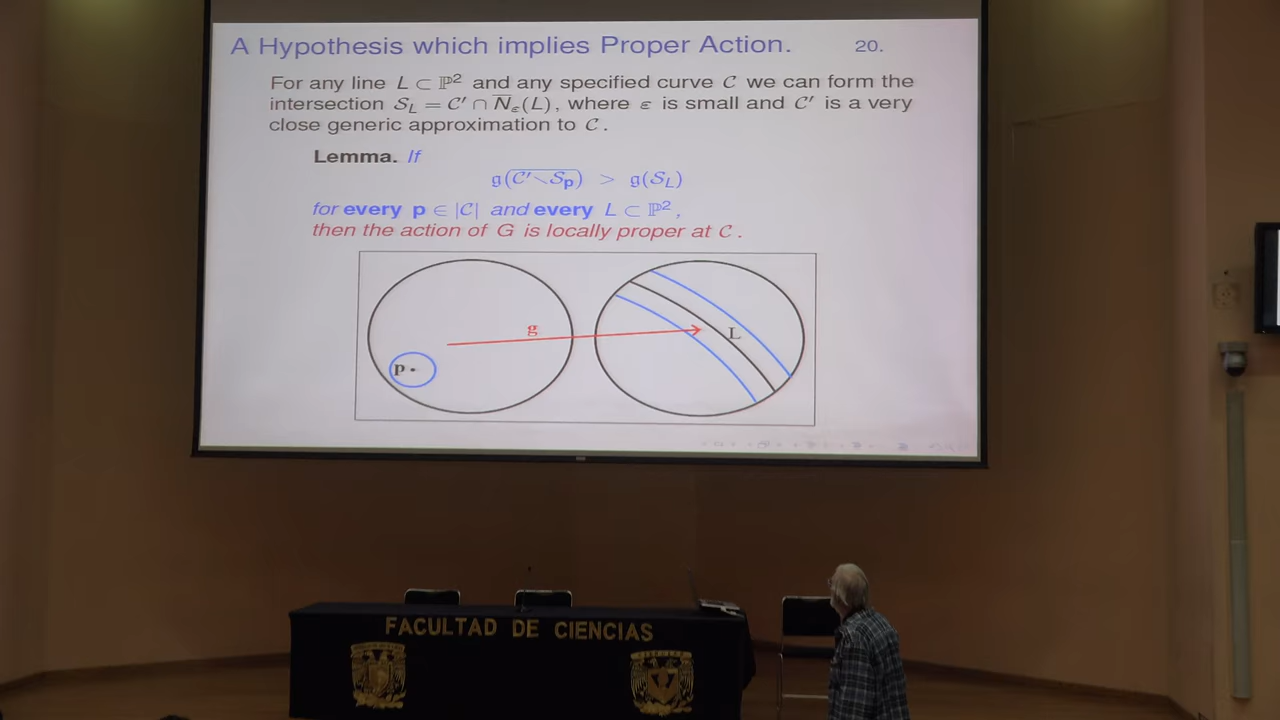 A Hypothesis which implies Proper Action. 20.
For any line L ⊂ ℙ² and any specified curve 𝒞 we can form the
intersection 𝒮_L = 𝒞′ ∩ N̅_ε(L), where ε is small and 𝒞′ is a very
close generic approximation to 𝒞.
Lemma. If
𝔤(\overline{𝒞′∖𝒮_p}) > 𝔤(𝒮_L)
for every p ∈ |𝒞| and every L ⊂ ℙ²,
then the action of G is locally proper at 𝒞.
g
L
p
FACULTAD DE CIENCIAS